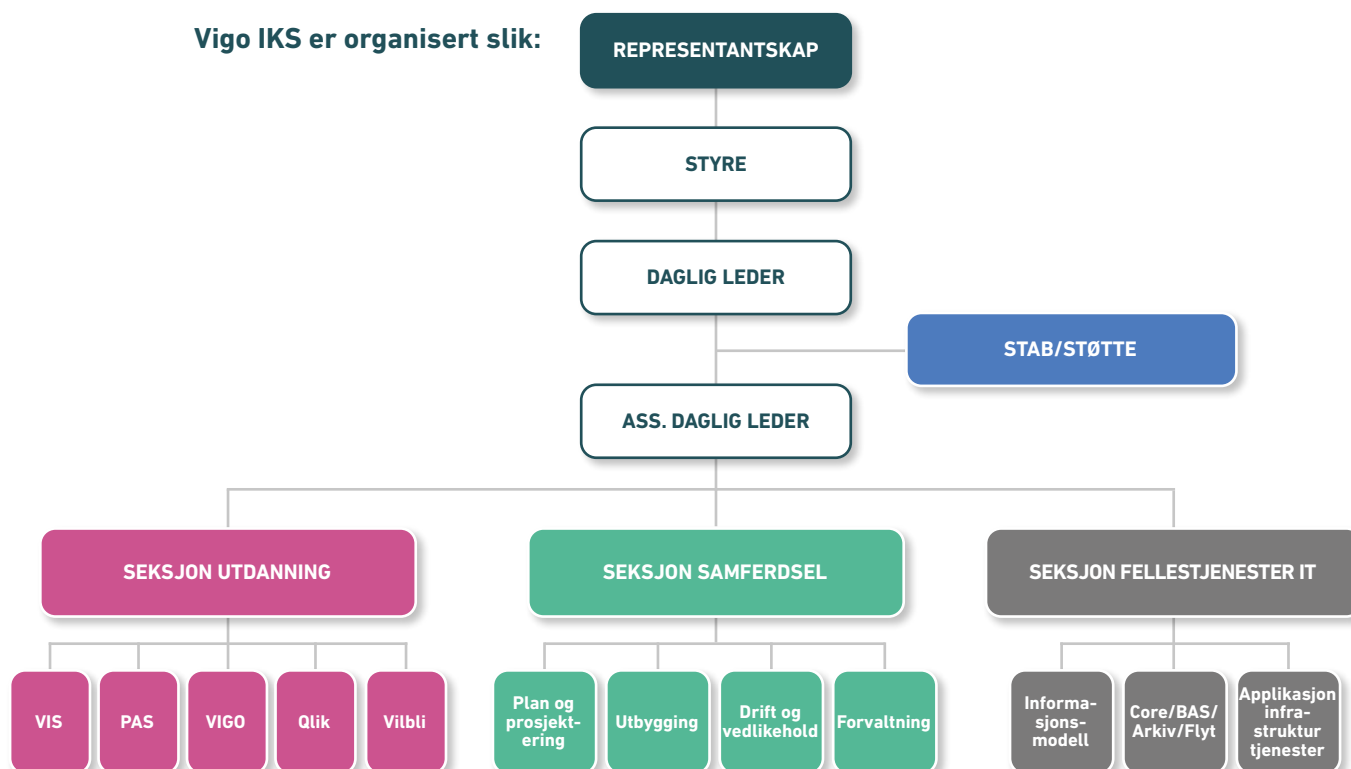 Vigo IKS er organisert slik:
REPRESENTANTSKAP
STYRE
DAGLIG LEDER
STAB/STØTTE
ASS. DAGLIG LEDER
SEKSJON UTDANNING
SEKSJON SAMFERDSEL
SEKSJON FELLESTJENESTER IT
VIS
PAS
VIGO
Qlik
Vilbli
Plan og
prosjekt-
ering
Utbygging
Drift og
vedlikehold
Forvaltning
Informa-
sjons-
modell
Core/BAS/
Arkiv/Flyt
Applikasjon
infra-
struktur
tjenester